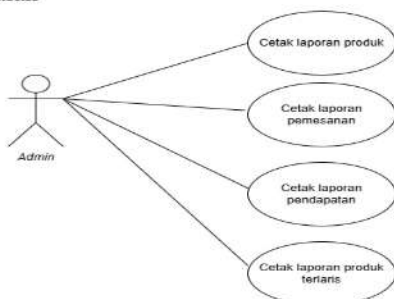 Cetak laporan produk
Cetak laporan
pemesanan
Admin
Cetak laporan
pendapatan
Cetak laporan produk
terlaris